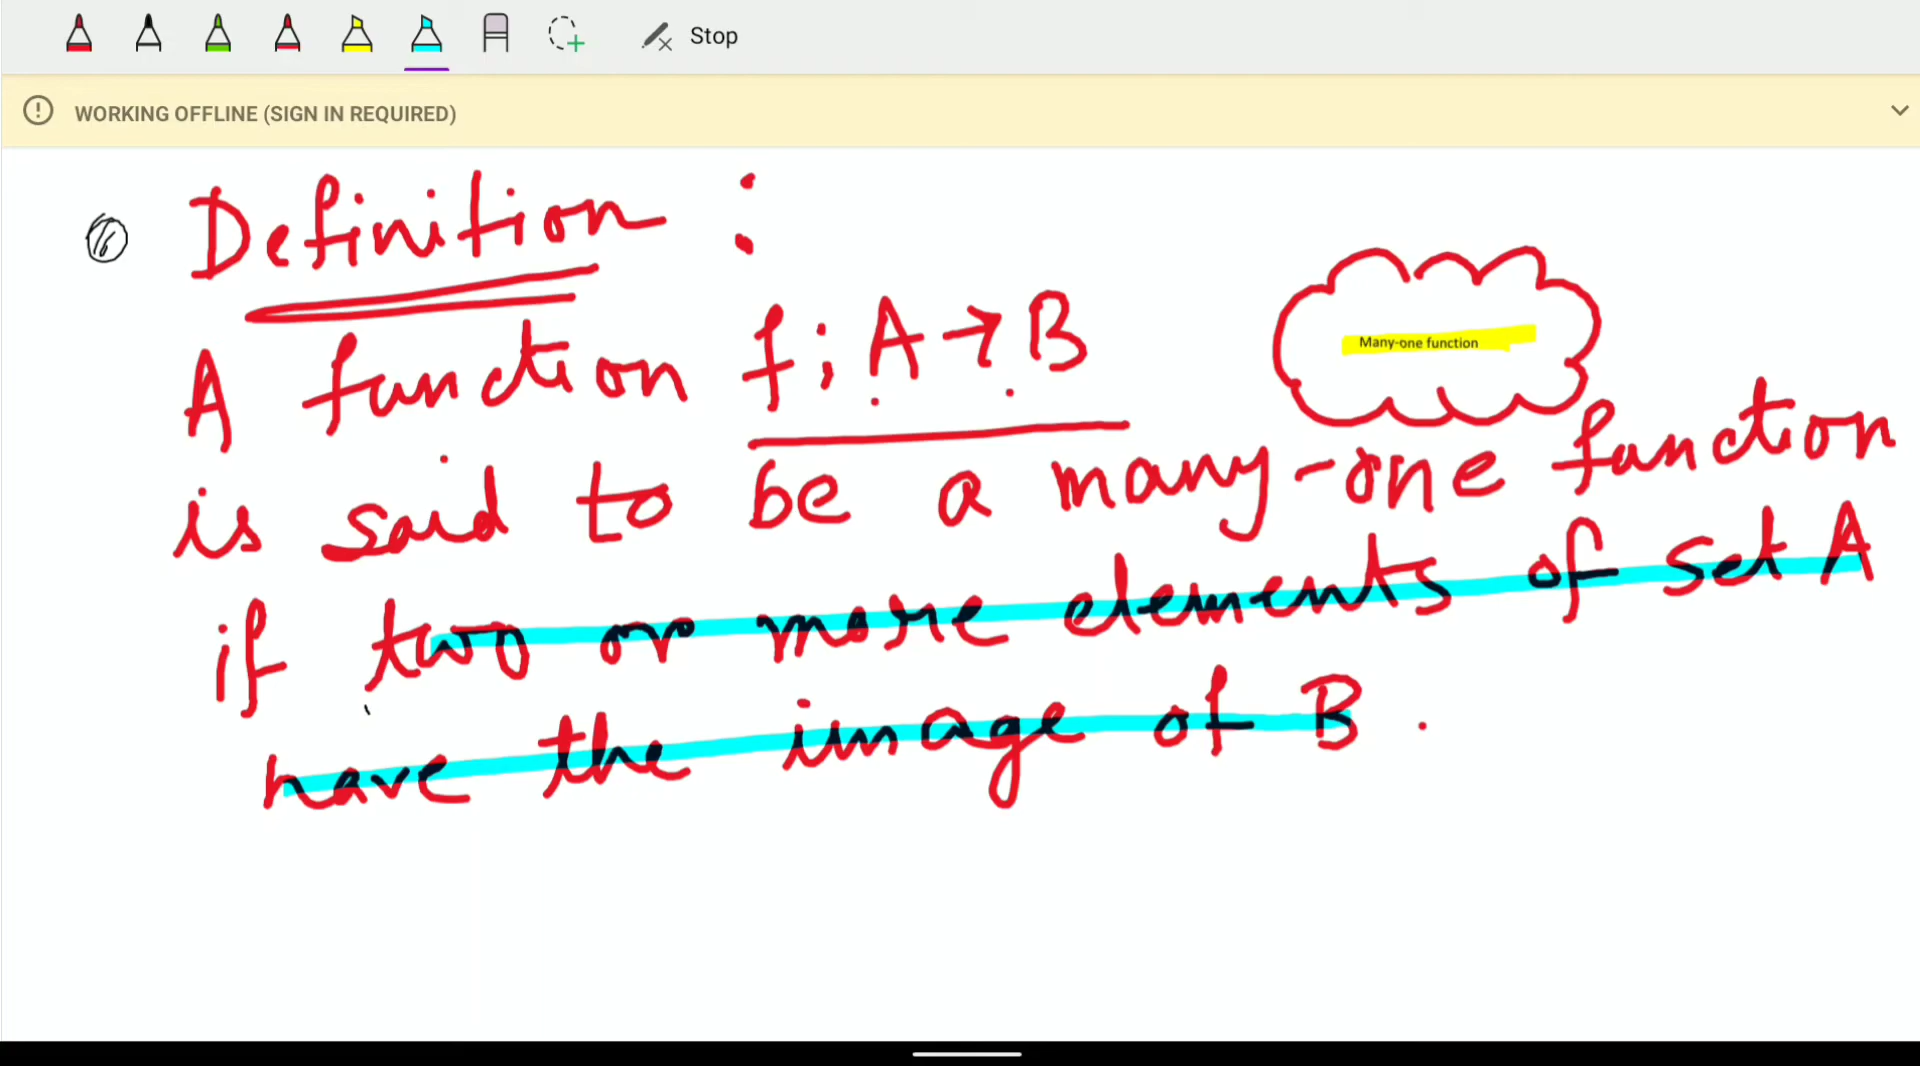 Stop
WORKING OFFLINE (SIGN IN REQUIRED)
Definition :
A function f; A → B
Many-one function
is said to be a many-one function
if two or more elements of set A
have the image of B .